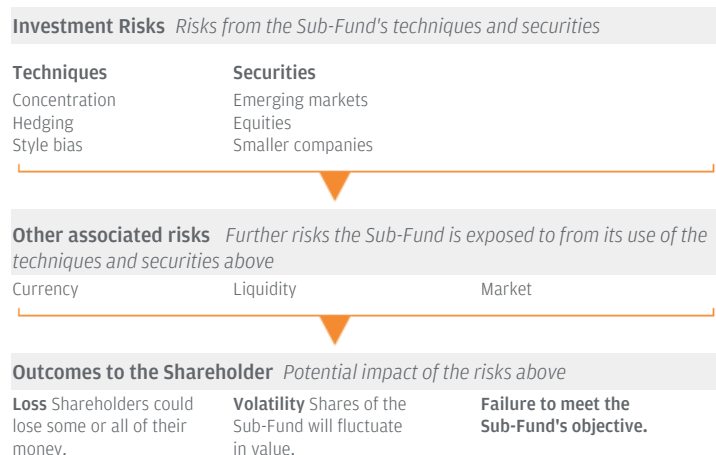 Investment Risks Risks from the Sub-Fund's techniques and securities
Techniques Securities
Concentration Emerging markets
Hedging Equities
Style bias Smaller companies
Other associated risks Further risks the Sub-Fund is exposed to from its use of the
techniques and securities above
Currency Liquidity Market
Outcomes to the Shareholder Potential impact of the risks above
Loss Shareholders could
lose some or all of their
money.
Volatility Shares of the
Sub-Fund will fluctuate
in value.
Failure to meet the
Sub-Fund's objective.